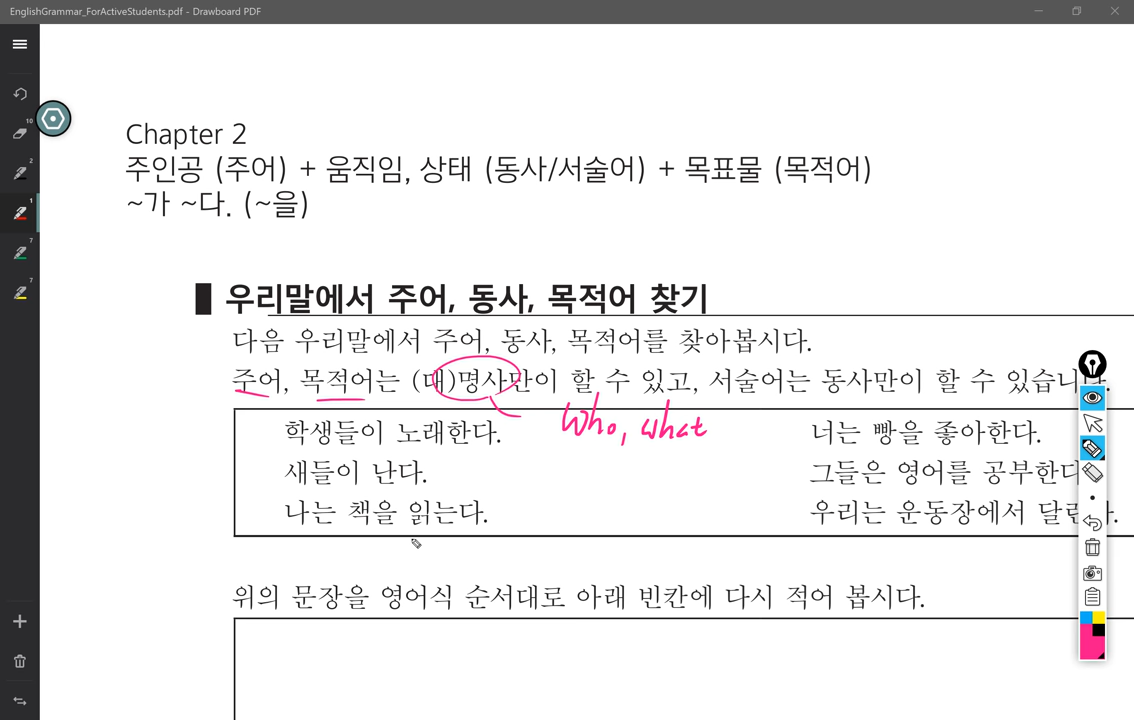 EnglishGrammar_ForActiveStudents.pdf - Drawboard PDF
Chapter 2
주인공 (주어) + 움직임, 상태 (동사/서술어) + 목표물 (목적어)
~가 ~다. (~을)
우리말에서 주어, 동사, 목적어 찾기
다음 우리말에서 주어, 동사, 목적어를 찾아봅시다.
주어, 목적어는 (대)명사만이 할 수 있고, 서술어는 동사만이 할 수 있습니다.
who, what
학생들이 노래한다. 너는 빵을 좋아한다.
새들이 난다. 그들은 영어를 공부한다
나는 책을 읽는다. 우리는 운동장에서 달린다.
위의 문장을 영어식 순서대로 아래 빈칸에 다시 적어 봅시다.
10
2
1
7
7